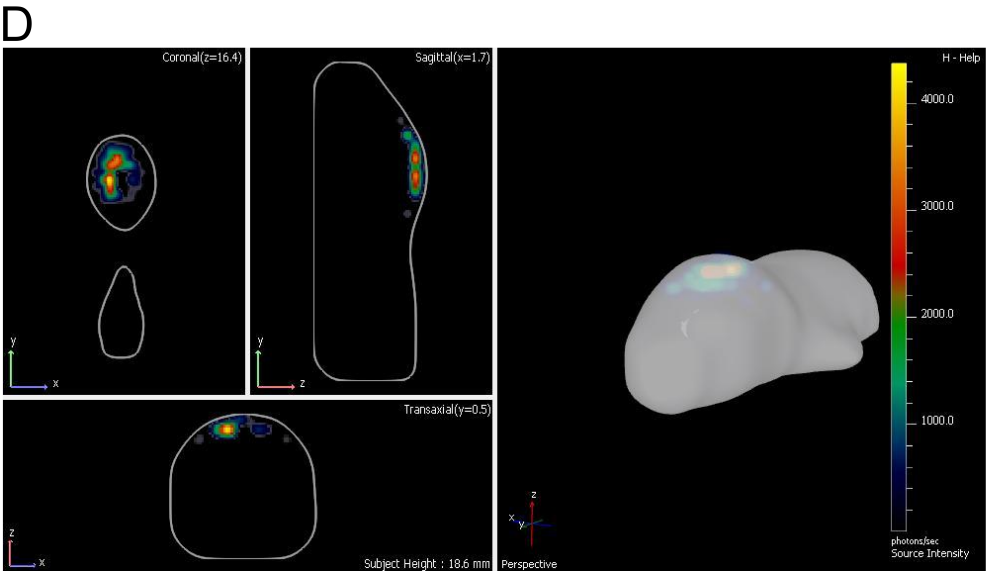 D
Coronal(z=16.4)
y
x
Sagittal(x=1.7)
y
z
Transaxial(y=0.5)
z
x
Subject Height : 18.6 mm
H - Help
4000.0
3000.0
2000.0
1000.0
photons/sec
Source Intensity
z
x
y
Perspective